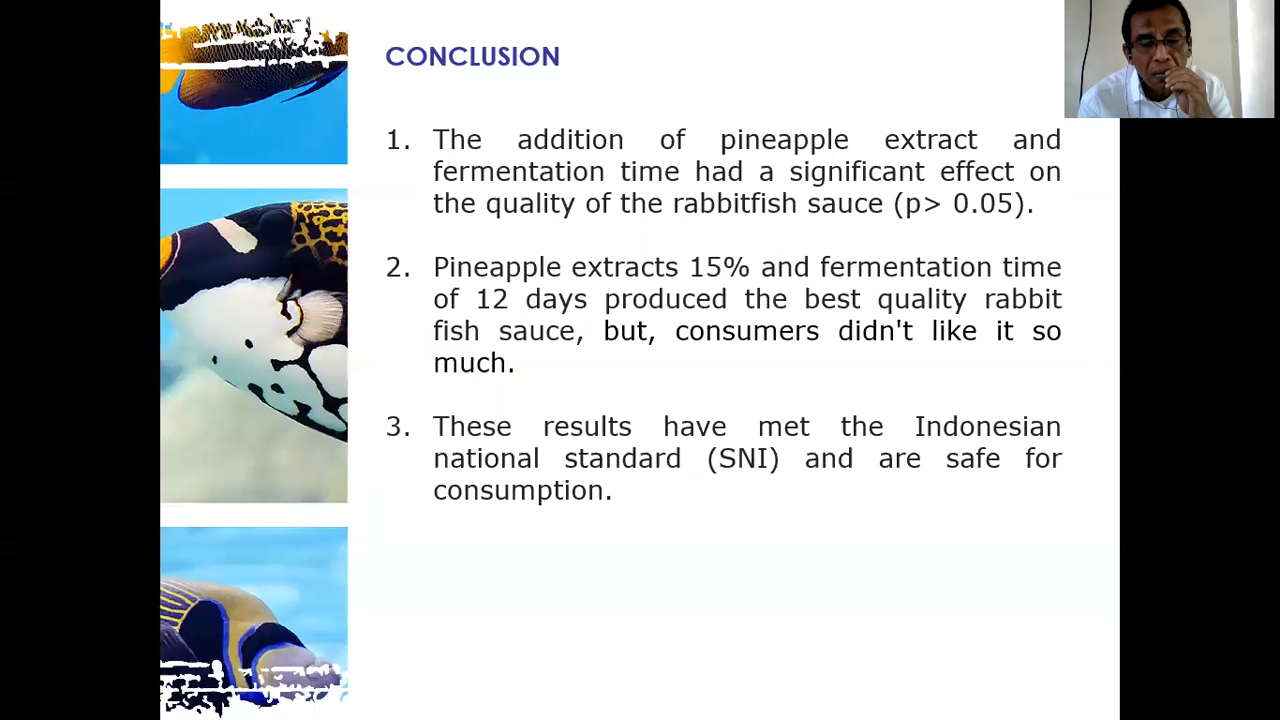 CONCLUSION
1. The addition of pineapple extract and
fermentation time had a significant effect on
the quality of the rabbitfish sauce (p> 0.05).
2. Pineapple extracts 15% and fermentation time
of 12 days produced the best quality rabbit
fish sauce, but, consumers didn't like it so
much.
3. These results have met the Indonesian
national standard (SNI) and are safe for
consumption.